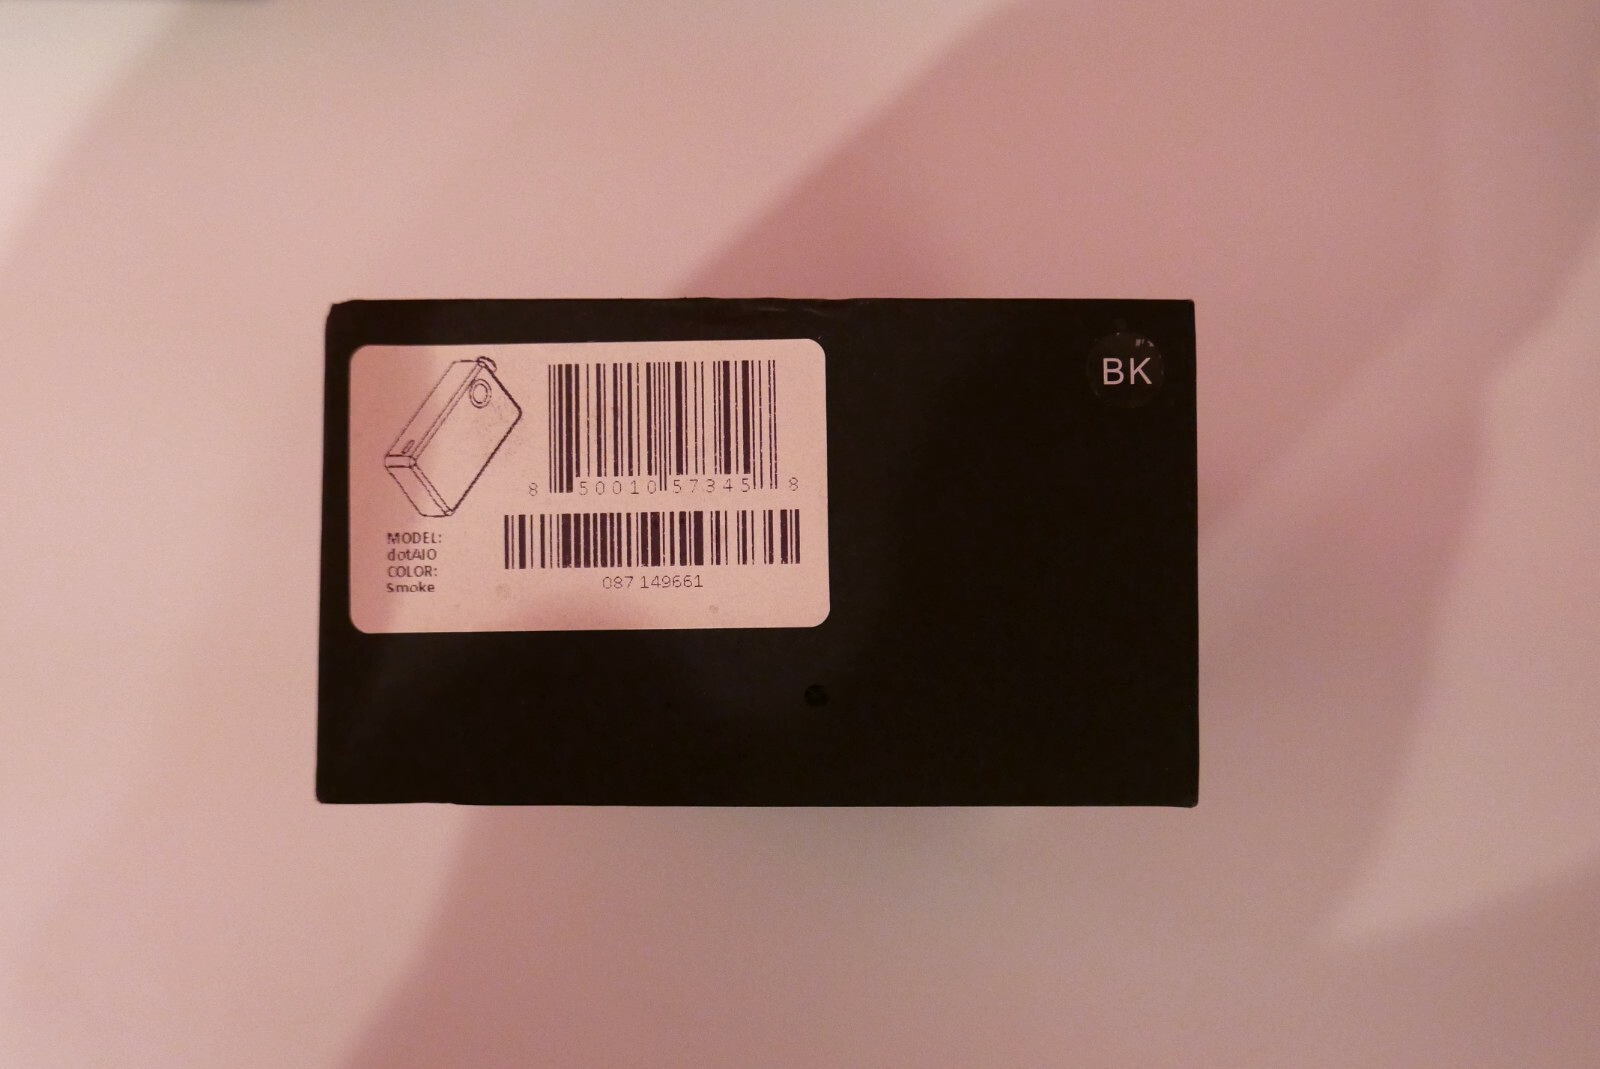 BK
8 50010 57345 8
087 149661
MODEL:
dotAIO
COLOR:
Smoke